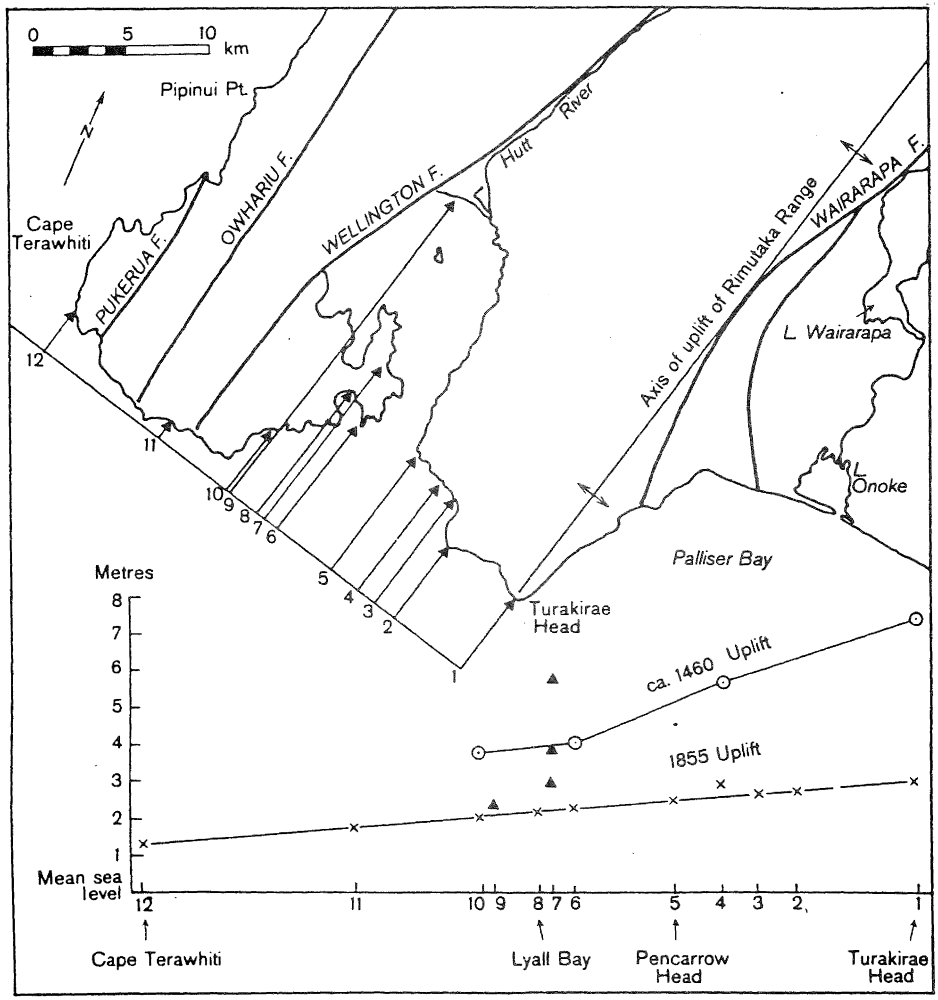 0 5 10
km
Pipinui Pt.
N
Cape
Terawhiti
PUKERUA F.
OWHARIU F.
WELLINGTON F.
Hutt
River
Axis of uplift of Rimutaka Range
WAIRARAPA F.
L. Wairarapa
L.
Onoke
Palliser Bay
Turakirae
Head
12
11
10
9
8
7
6
5
4
3
2
1
Metres
8
7
6
5
4
3
2
1
Mean sea
level
ca. 1460 Uplift
1855 Uplift
12 11 10 9 8 7 6 5 4 3 2 1
Cape Terawhiti
Lyall Bay
Pencarrow
Head
Turakirae
Head